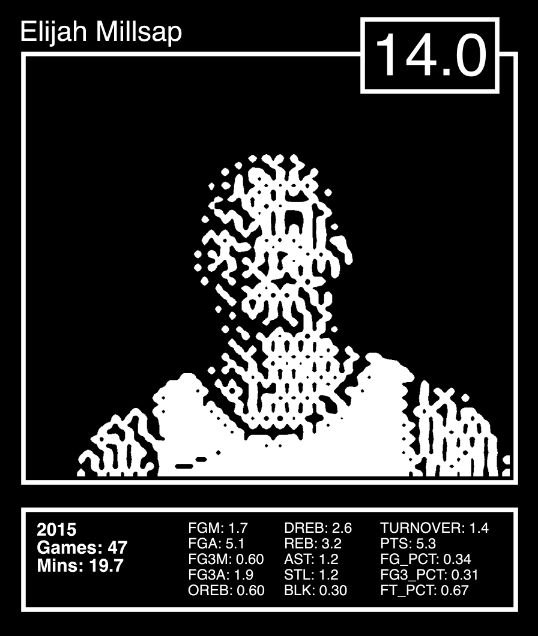 Elijah Millsap
14.0
2015
Games: 47
Mins: 19.7
FGM: 1.7
FGA: 5.1
FG3M: 0.60
FG3A: 1.9
OREB: 0.60
DREB: 2.6
REB: 3.2
AST: 1.2
STL: 1.2
BLK: 0.30
TURNOVER: 1.4
PTS: 5.3
FG_PCT: 0.34
FG3_PCT: 0.31
FT_PCT: 0.67